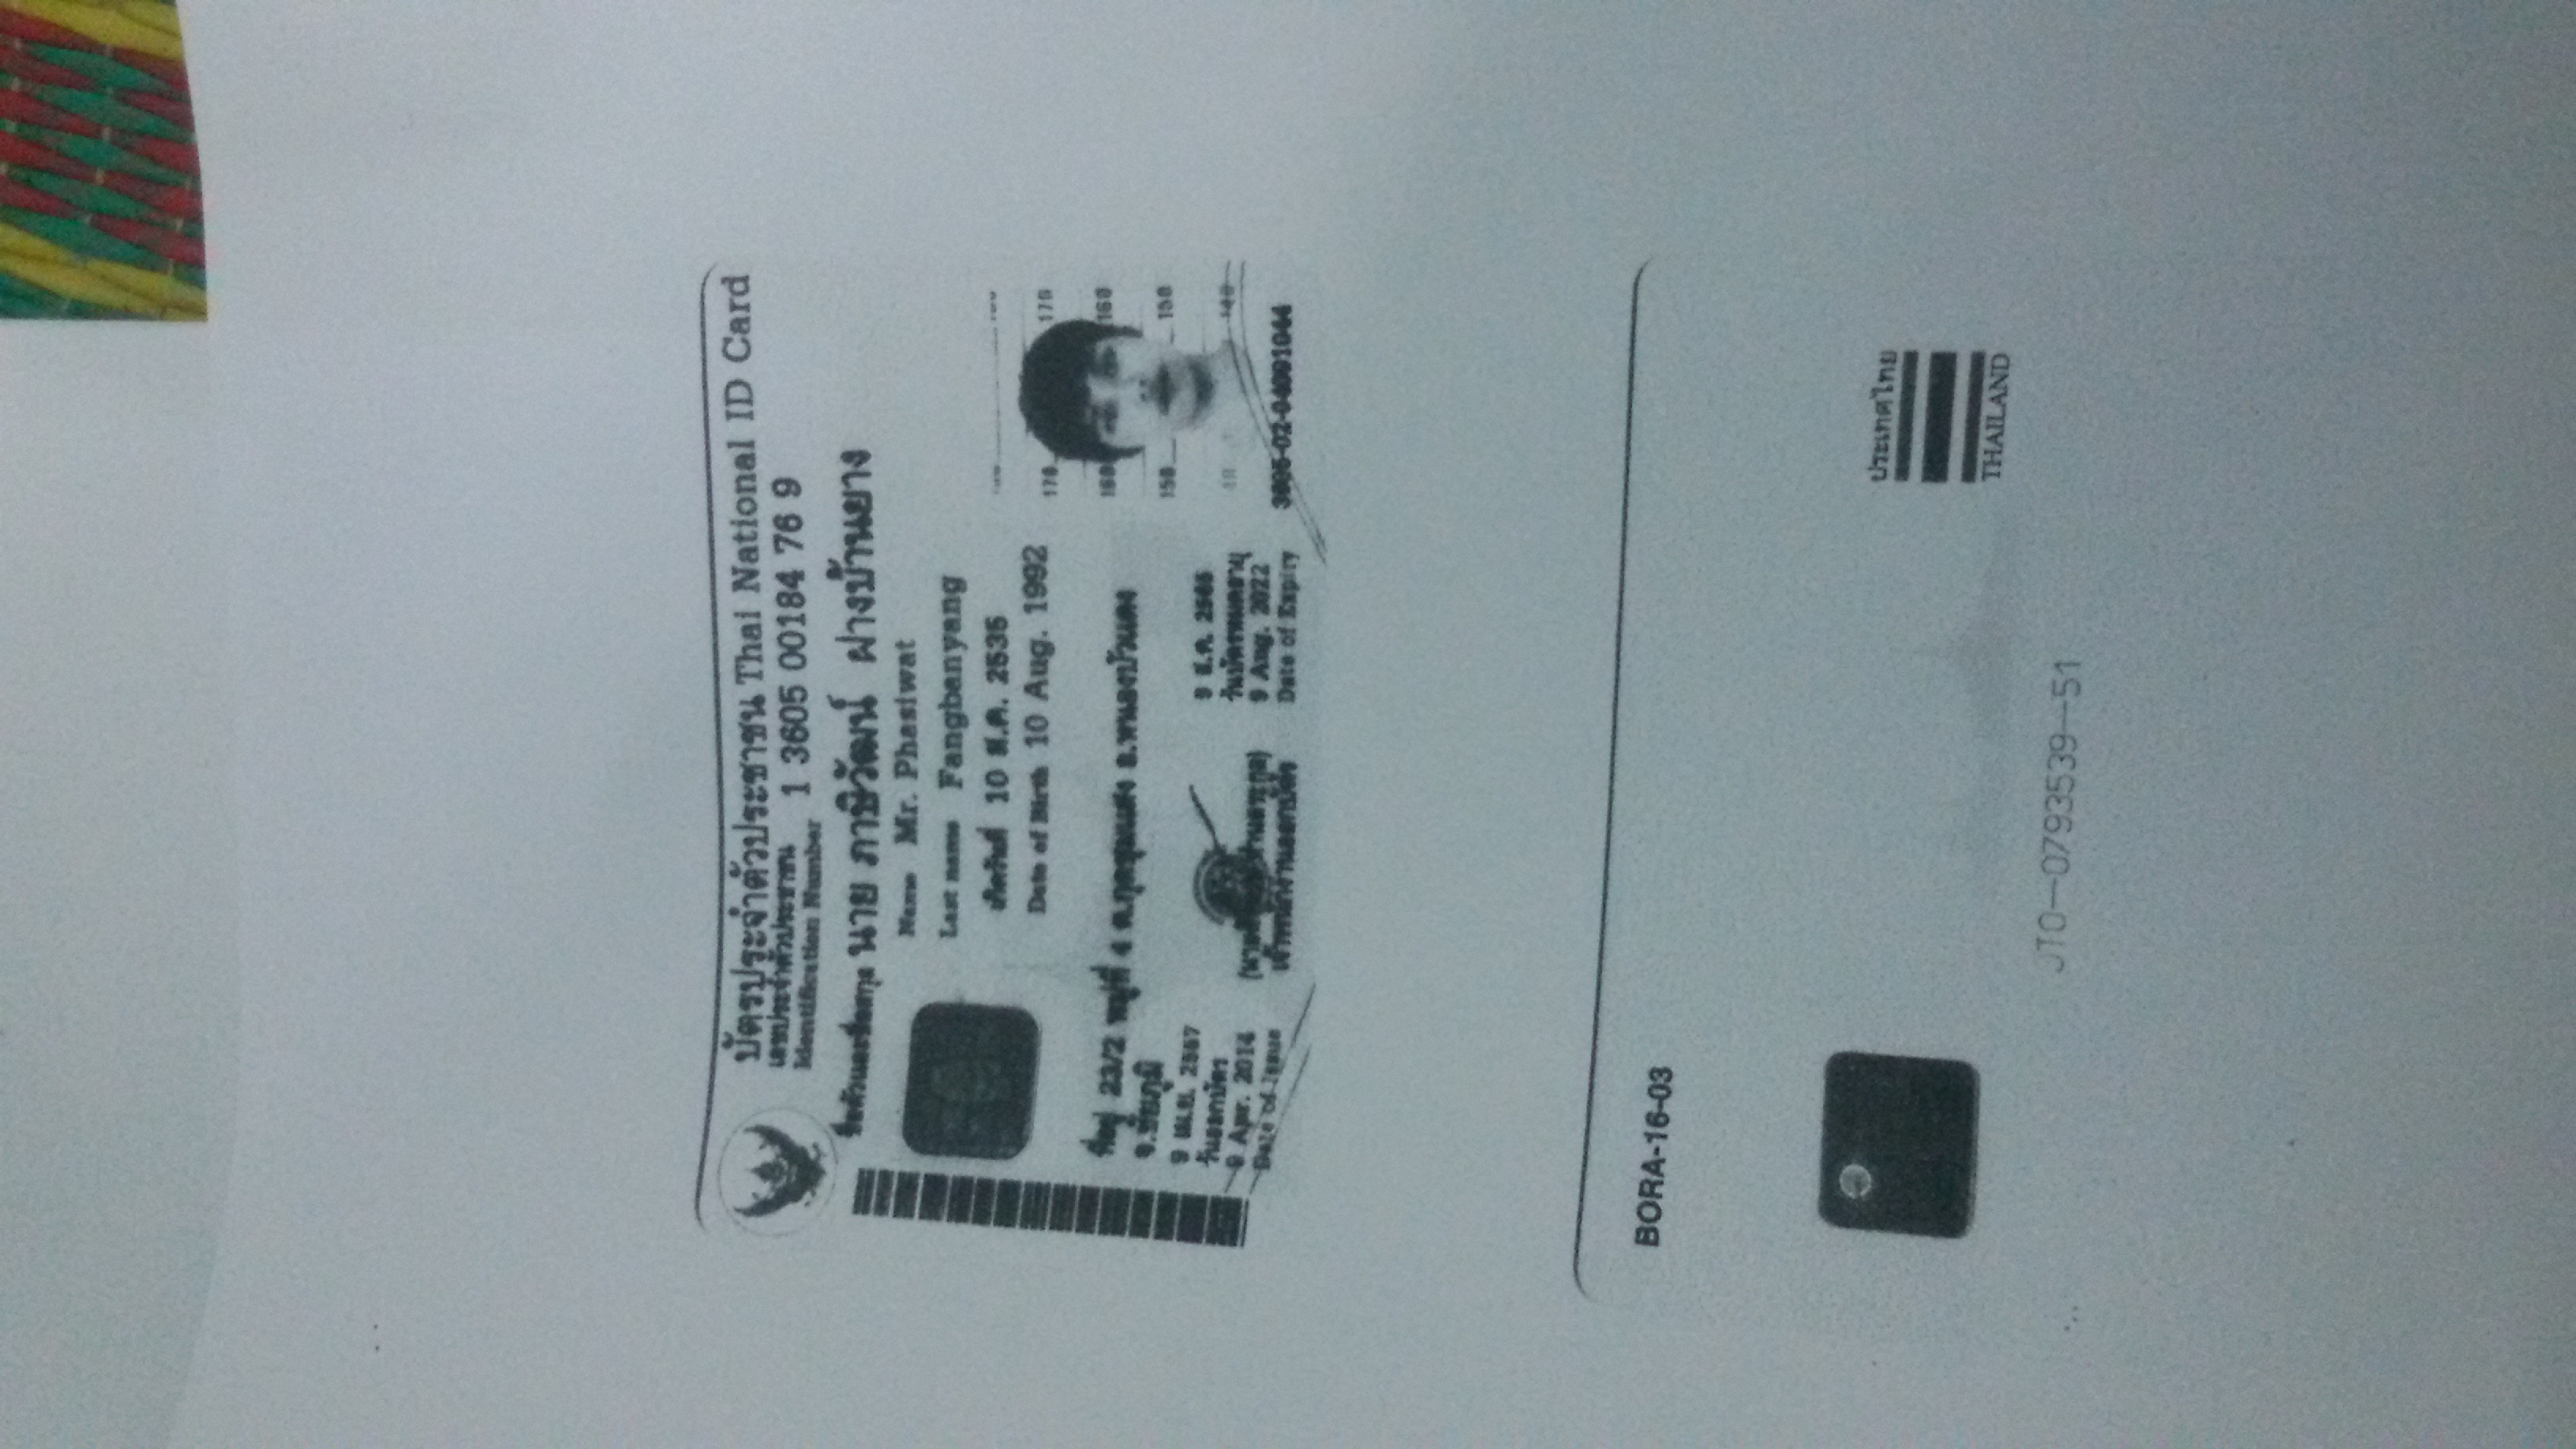 บัตรประจำตัวประชาชน Thai National ID Card
เลขประจำตัวประชาชน
Identification Number 1 3605 00184 76 9
ชื่อตัวและชื่อสกุล นาย ภาษิวัฒน์ ฝางบ้านยาง
Name Mr. Phasiwat
Last name Fangbanyang
เกิดวันที่ 10 ส.ค. 2535
Date of Birth 10 Aug. 1992
ที่อยู่ 23/2 หมู่ที่ 4 ต.กุดชุมแสง อ.หนองบัวแดง
จ.ชัยภูมิ
9 เม.ย. 2557
วันออกบัตร
9 Apr. 2014
Date of Issue
เจ้าพนักงานออกบัตร
9 ส.ค. 2565
วันบัตรหมดอายุ
9 Aug. 2022
Date of Expiry
170 170
160 160
150 150
140
3605-02-04091044
BORA-16-03
ประเทศไทย
THAILAND
JT0-0793539-51